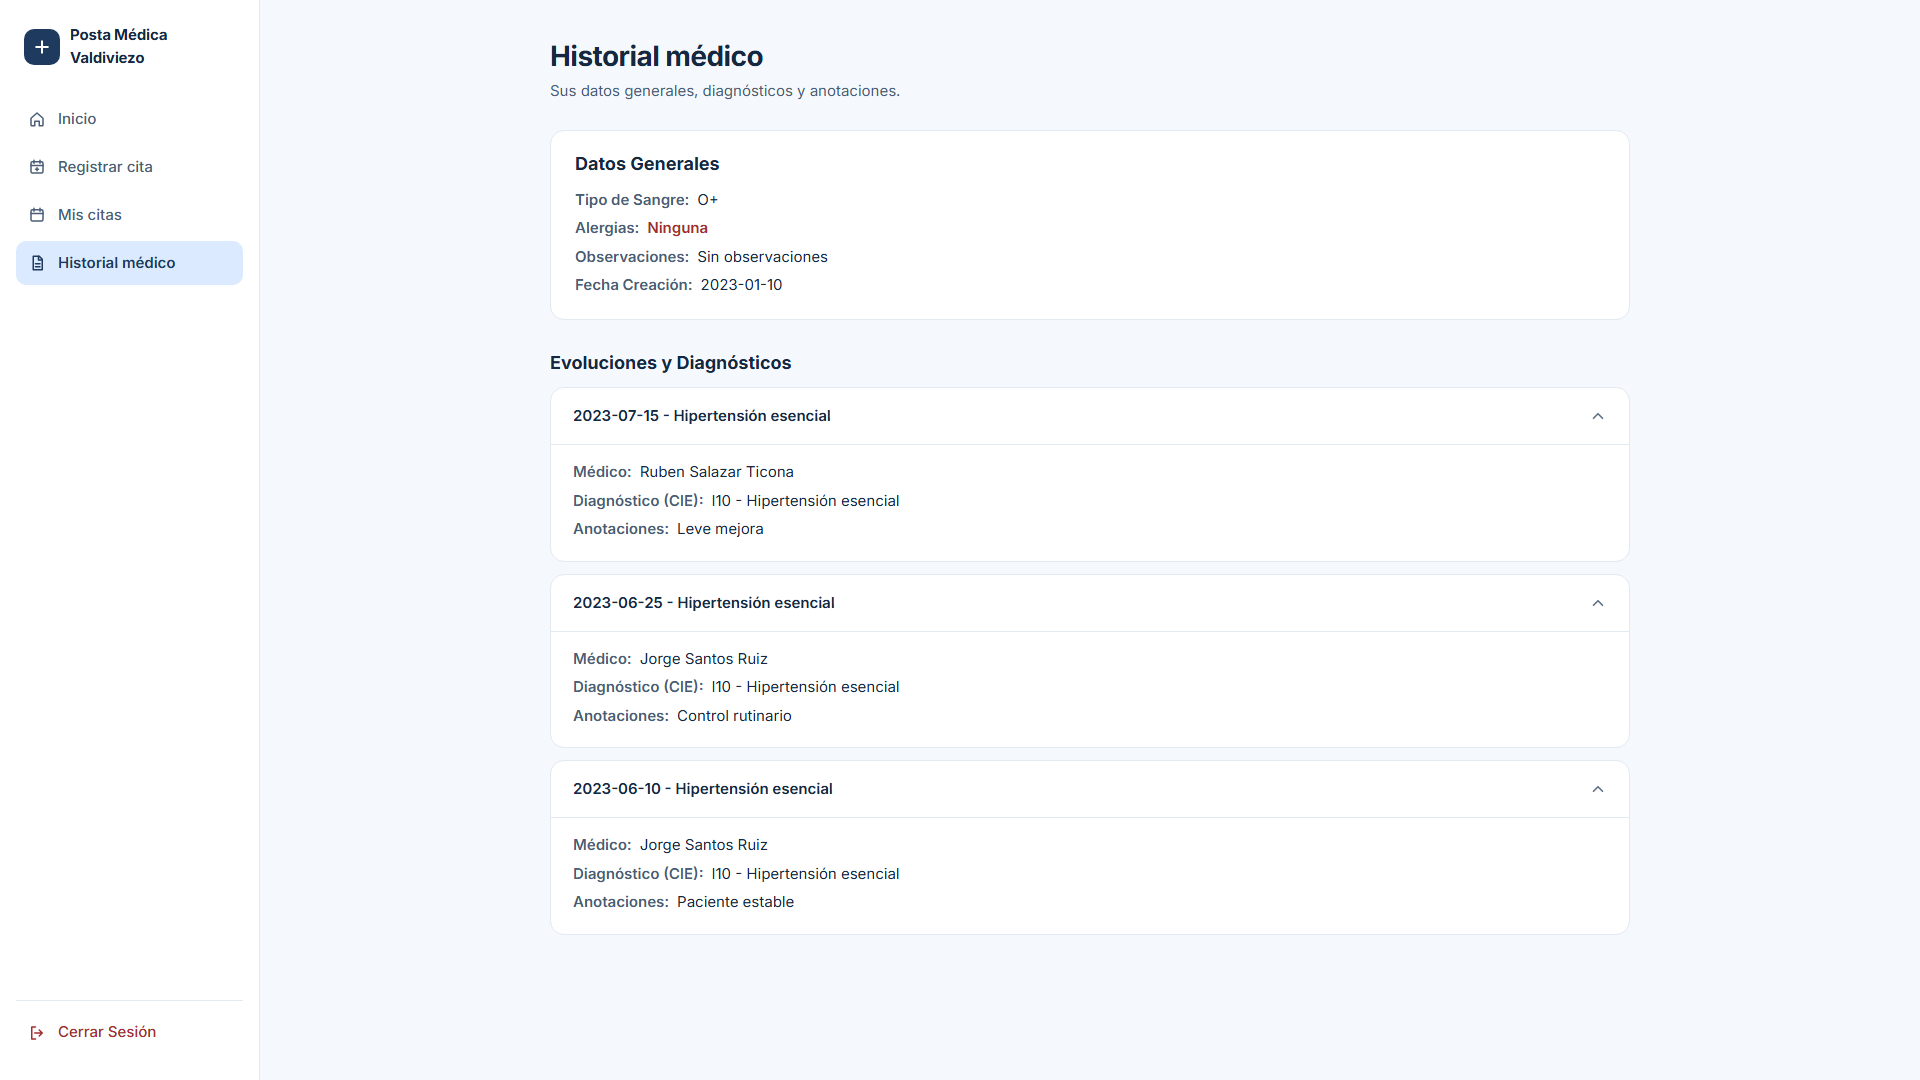 Posta Médica
Valdiviezo
Inicio
Registrar cita
Mis citas
Historial médico
Cerrar Sesión
Historial médico
Sus datos generales, diagnósticos y anotaciones.
Datos Generales
Tipo de Sangre: O+
Alergias: Ninguna
Observaciones: Sin observaciones
Fecha Creación: 2023-01-10
Evoluciones y Diagnósticos
2023-07-15 - Hipertensión esencial
Médico: Ruben Salazar Ticona
Diagnóstico (CIE): I10 - Hipertensión esencial
Anotaciones: Leve mejora
2023-06-25 - Hipertensión esencial
Médico: Jorge Santos Ruiz
Diagnóstico (CIE): I10 - Hipertensión esencial
Anotaciones: Control rutinario
2023-06-10 - Hipertensión esencial
Médico: Jorge Santos Ruiz
Diagnóstico (CIE): I10 - Hipertensión esencial
Anotaciones: Paciente estable